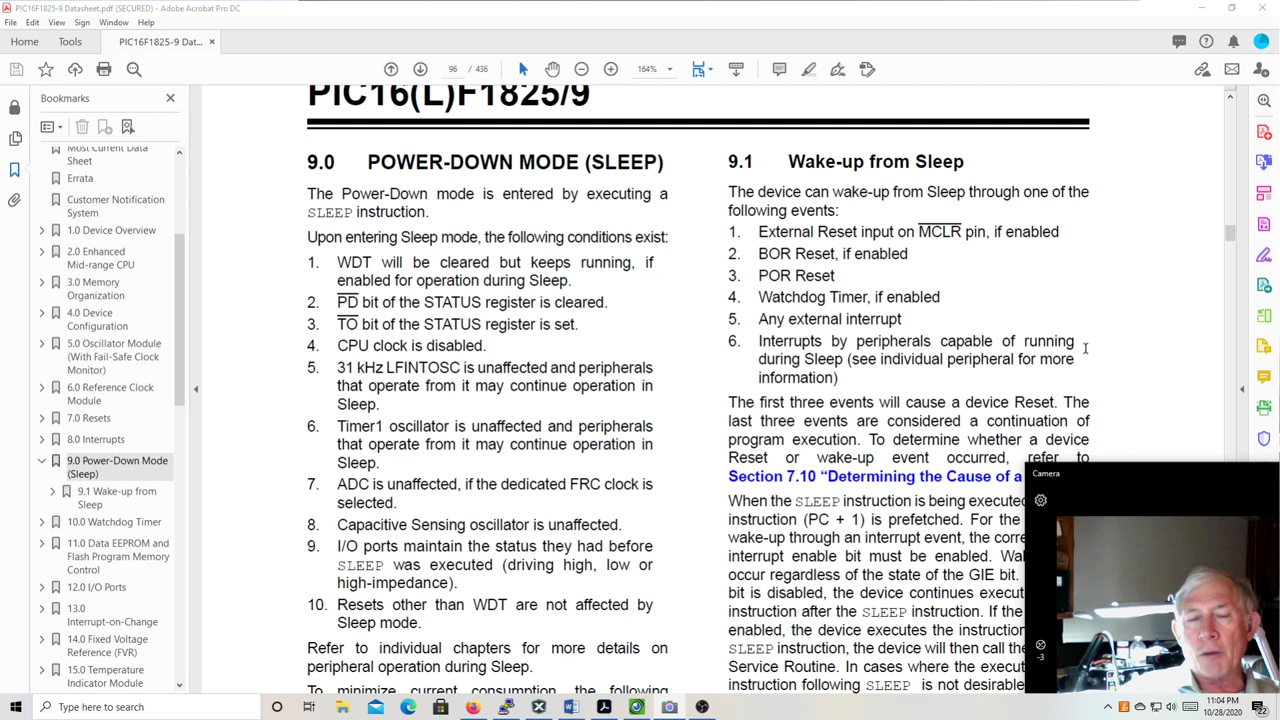 PIC16F1825-9 Datasheet.pdf (SECURED) - Adobe Acrobat Pro DC
File Edit View Sign Window Help
Home Tools PIC16F1825-9 Dat... ×
96 / 436 164%
Bookmarks
Most Current Data
Sheet
Errata
Customer Notification
System
1.0 Device Overview
2.0 Enhanced
Mid-range CPU
3.0 Memory
Organization
4.0 Device
Configuration
5.0 Oscillator Module
(With Fail-Safe Clock
Monitor)
6.0 Reference Clock
Module
7.0 Resets
8.0 Interrupts
9.0 Power-Down Mode
(Sleep)
9.1 Wake-up from
Sleep
10.0 Watchdog Timer
11.0 Data EEPROM and
Flash Program Memory
Control
12.0 I/O Ports
13.0
Interrupt-on-Change
14.0 Fixed Voltage
Reference (FVR)
15.0 Temperature
Indicator Module
PIC16(L)F1825/9
9.0 POWER-DOWN MODE (SLEEP)
The Power-Down mode is entered by executing a
SLEEP instruction.
Upon entering Sleep mode, the following conditions exist:
1. WDT will be cleared but keeps running, if
enabled for operation during Sleep.
2. PD bit of the STATUS register is cleared.
3. TO bit of the STATUS register is set.
4. CPU clock is disabled.
5. 31 kHz LFINTOSC is unaffected and peripherals
that operate from it may continue operation in
Sleep.
6. Timer1 oscillator is unaffected and peripherals
that operate from it may continue operation in
Sleep.
7. ADC is unaffected, if the dedicated FRC clock is
selected.
8. Capacitive Sensing oscillator is unaffected.
9. I/O ports maintain the status they had before
SLEEP was executed (driving high, low or
high-impedance).
10. Resets other than WDT are not affected by
Sleep mode.
Refer to individual chapters for more details on
peripheral operation during Sleep.
To minimize current consumption, the following
9.1 Wake-up from Sleep
The device can wake-up from Sleep through one of the
following events:
1. External Reset input on MCLR pin, if enabled
2. BOR Reset, if enabled
3. POR Reset
4. Watchdog Timer, if enabled
5. Any external interrupt
6. Interrupts by peripherals capable of running
during Sleep (see individual peripheral for more
information)
The first three events will cause a device Reset. The
last three events are considered a continuation of
program execution. To determine whether a device
Reset or wake-up event occurred, refer to
Section 7.10 “Determining the Cause of a
When the SLEEP instruction is being executed
instruction (PC + 1) is prefetched. For the
wake-up through an interrupt event, the corre
interrupt enable bit must be enabled. Wak
occur regardless of the state of the GIE bit.
bit is disabled, the device continues execut
instruction after the SLEEP instruction. If the
enabled, the device executes the instruction
SLEEP instruction, the device will then call the
Service Routine. In cases where the execut
instruction following SLEEP is not desirable
Camera
-3
Type here to search
11:04 PM
10/28/2020
22